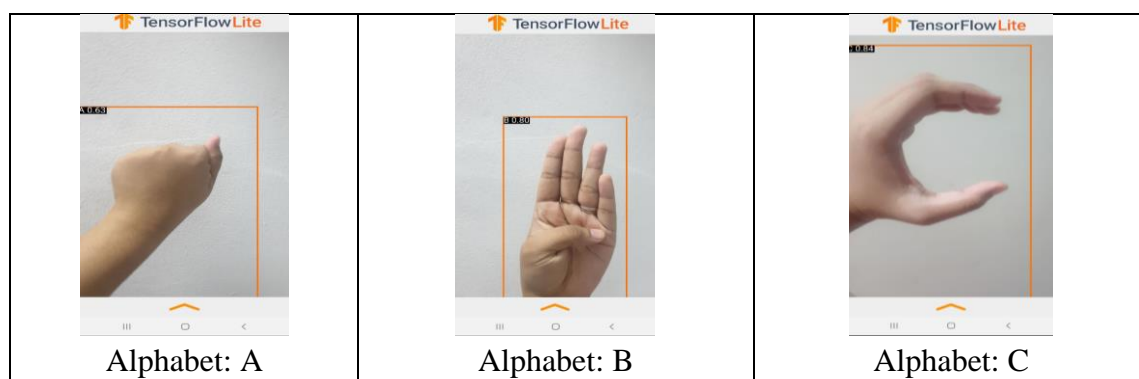 TensorFlowLite
A 0.63
Alphabet: A
TensorFlowLite
B 0.80
Alphabet: B
TensorFlowLite
C 0.84
Alphabet: C